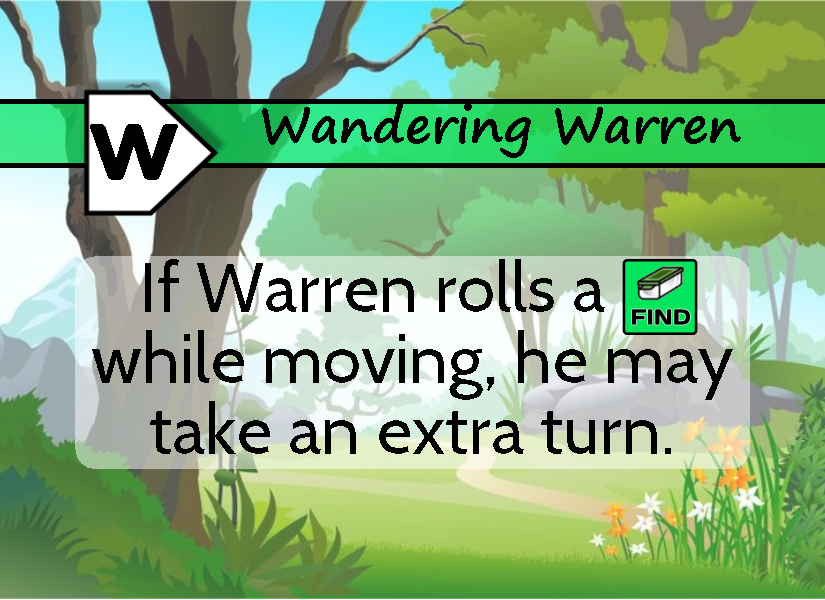 W
Wandering Warren
If Warren rolls a FIND
while moving, he may
take an extra turn.